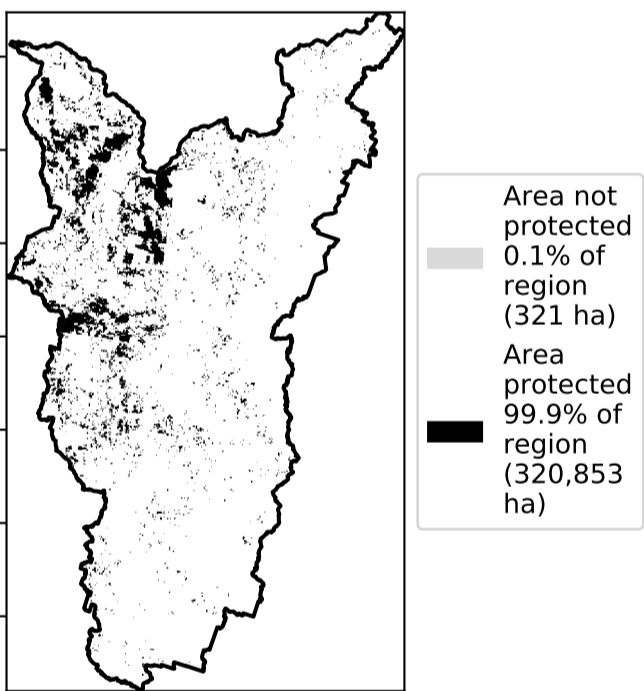 Area not
protected
0.1% of
region
(321 ha)
Area
protected
99.9% of
region
(320,853
ha)